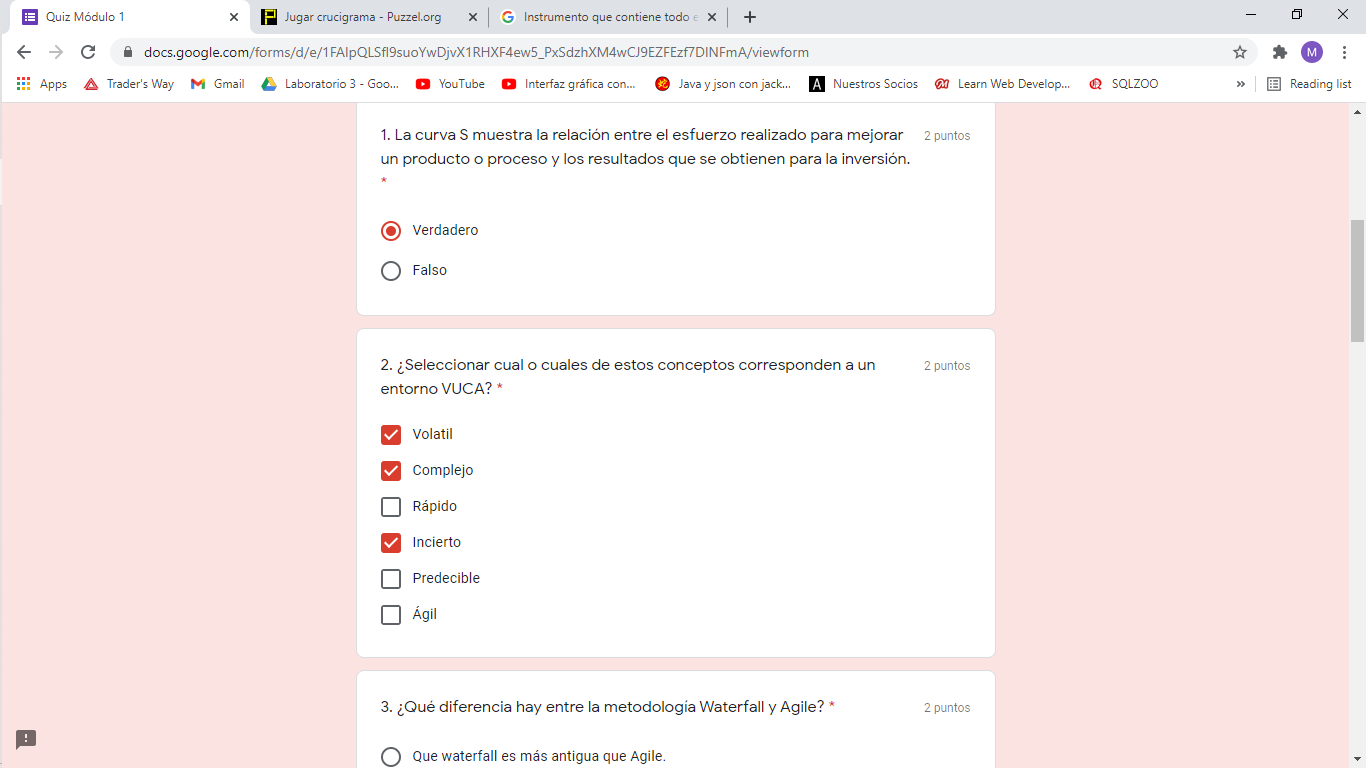 Quiz Módulo 1
Jugar crucigrama - Puzzel.org
Instrumento que contiene todo e
docs.google.com/forms/d/e/1FAIpQLSfl9suoYwDjvX1RHXF4ew5_PxSdzhXM4wCJ9EZFEzf7DINFmA/viewform
M
Apps
Trader's Way
Gmail
Laboratorio 3 - Goo...
YouTube
Interfaz gráfica con...
Java y json con jack...
A
Nuestros Socios
Learn Web Develop...
SQLZOO
»
Reading list
1. La curva S muestra la relación entre el esfuerzo realizado para mejorar
un producto o proceso y los resultados que se obtienen para la inversión.
*
2 puntos
Verdadero
Falso
2. ¿Seleccionar cual o cuales de estos conceptos corresponden a un
entorno VUCA? *
2 puntos
Volatil
Complejo
Rápido
Incierto
Predecible
Ágil
3. ¿Qué diferencia hay entre la metodología Waterfall y Agile? *
2 puntos
Que waterfall es más antigua que Agile.